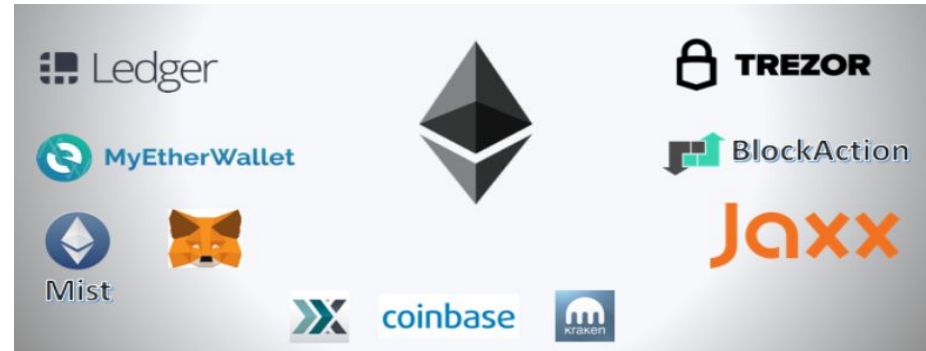 Ledger
TREZOR
MyEtherWallet
BlockAction
Mist
Jaxx
coinbase
kraken